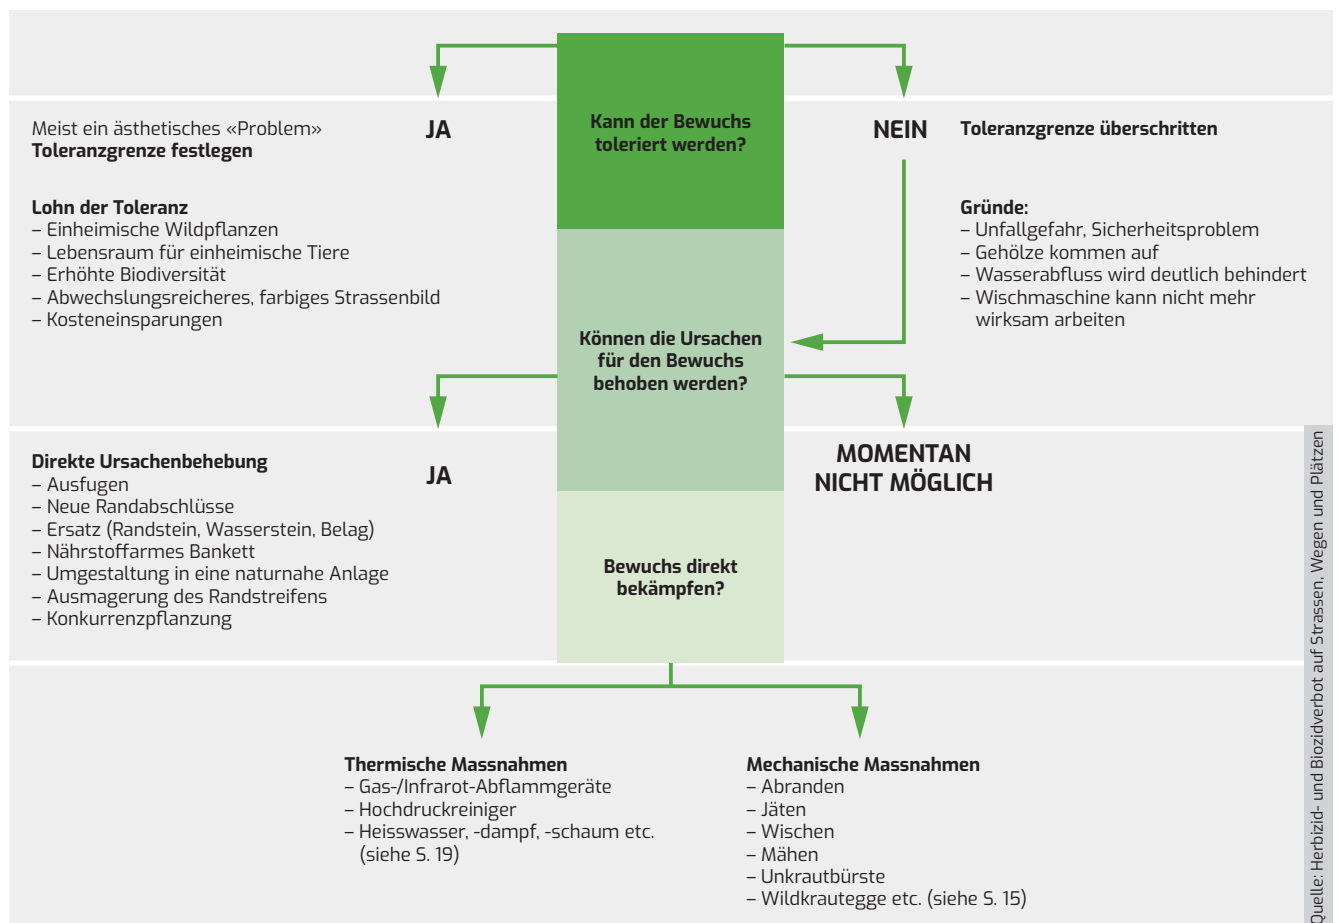 Kann der Bewuchs
toleriert werden?
JA
Meist ein ästhetisches «Problem»
Toleranzgrenze festlegen
Lohn der Toleranz
– Einheimische Wildpflanzen
– Lebensraum für einheimische Tiere
– Erhöhte Biodiversität
– Abwechslungsreicheres, farbiges Strassenbild
– Kosteneinsparungen
NEIN
Toleranzgrenze überschritten
Gründe:
– Unfallgefahr, Sicherheitsproblem
– Gehölze kommen auf
– Wasserabfluss wird deutlich behindert
– Wischmaschine kann nicht mehr
wirksam arbeiten
Können die Ursachen
für den Bewuchs
behoben werden?
JA
Direkte Ursachenbehebung
– Ausfugen
– Neue Randabschlüsse
– Ersatz (Randstein, Wasserstein, Belag)
– Nährstoffarmes Bankett
– Umgestaltung in eine naturnahe Anlage
– Ausmagerung des Randstreifens
– Konkurrenzpflanzung
MOMENTAN
NICHT MÖGLICH
Bewuchs direkt
bekämpfen?
Thermische Massnahmen
– Gas-/Infrarot-Abflammgeräte
– Hochdruckreiniger
– Heisswasser, -dampf, -schaum etc.
(siehe S. 19)
Mechanische Massnahmen
– Abranden
– Jäten
– Wischen
– Mähen
– Unkrautbürste
– Wildkrautegge etc. (siehe S. 15)
Quelle: Herbizid- und Biozidverbot auf Strassen, Wegen und Plätzen